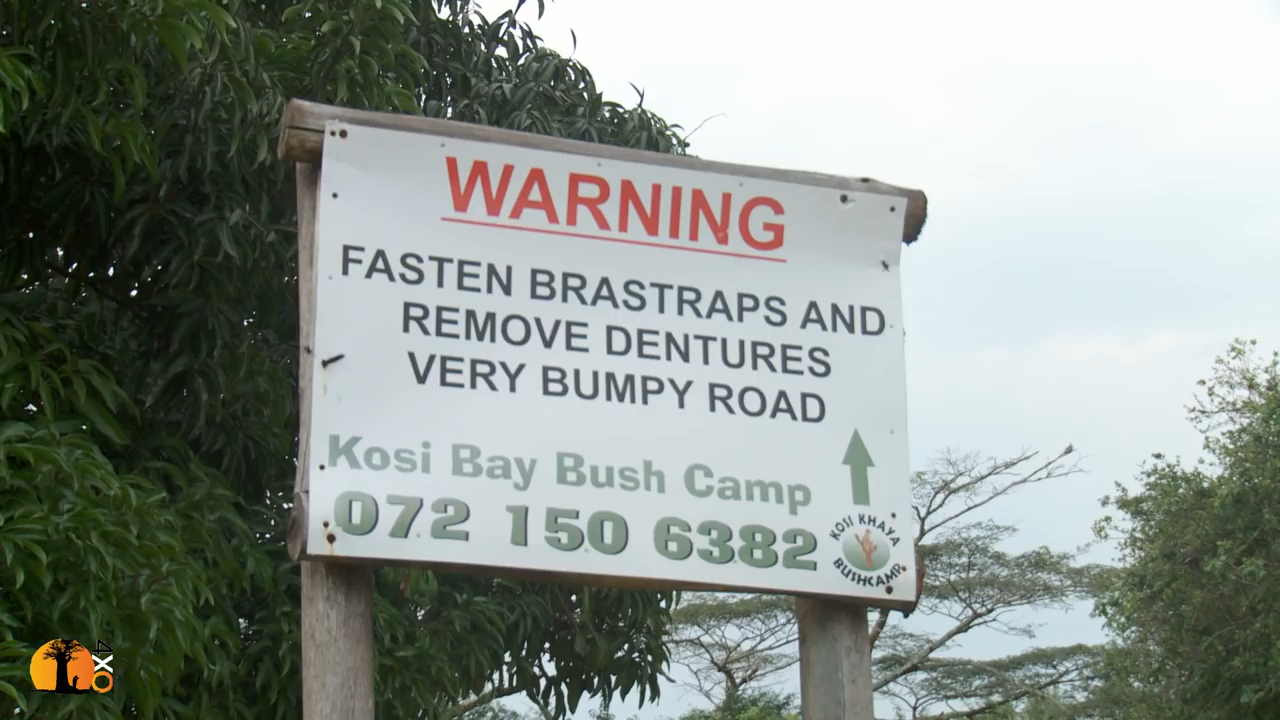 WARNING
FASTEN BRASTRAPS AND
REMOVE DENTURES
VERY BUMPY ROAD
Kosi Bay Bush Camp
072 150 6382
KOSI KHAYA
BUSHCAMP
4XO